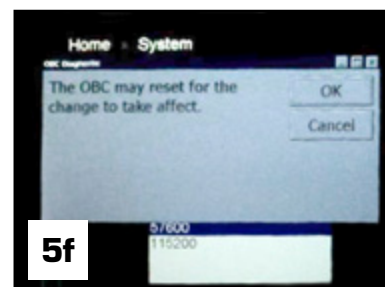 Home System
OBC Diagnostic
The OBC may reset for the
change to take affect.
OK
Cancel
57600
115200
5f